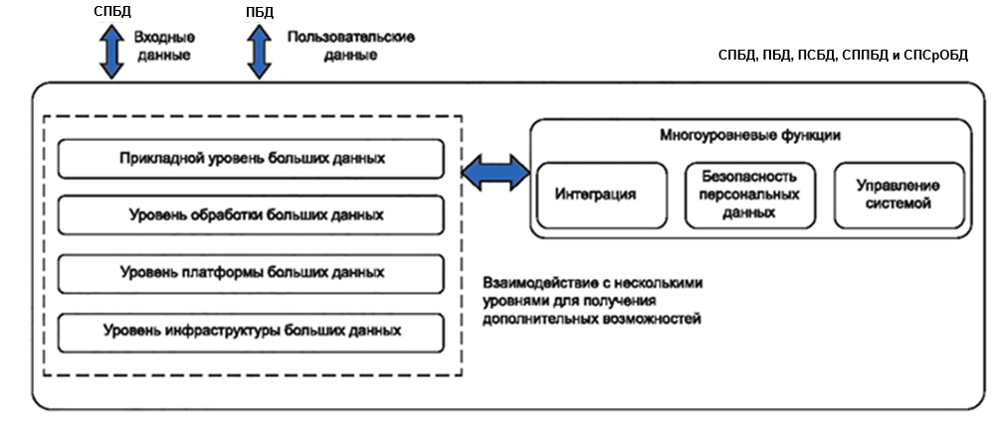 СПБД
ПБД
Входные
данные
Пользовательские
данные
СПБД, ПБД, ПСБД, СППБД и СПСрОБД
Прикладной уровень больших данных
Уровень обработки больших данных
Уровень платформы больших данных
Уровень инфраструктуры больших данных
Многоуровневые функции
Интеграция
Безопасность
персональных
данных
Управление
системой
Взаимодействие с несколькими
уровнями для получения
дополнительных возможностей